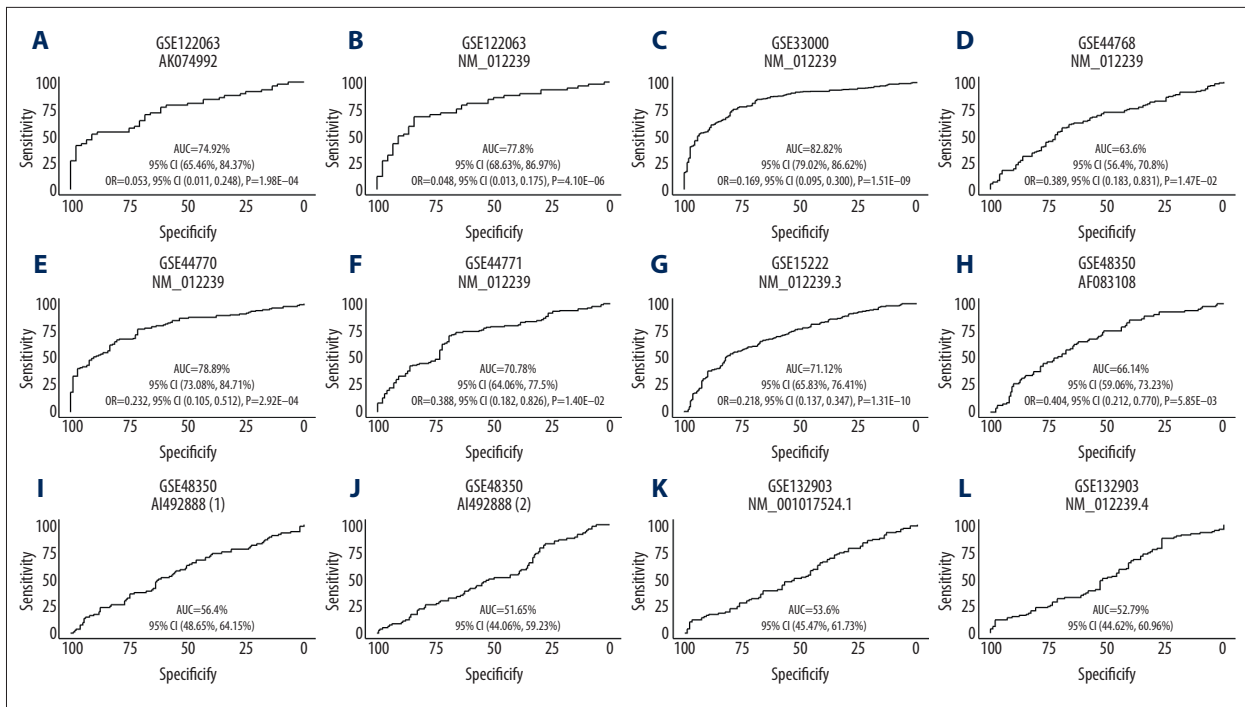 A
GSE122063
AK074992
100
75
50
25
0
Sensitivity
AUC=74.92%
95% CI (65.46%, 84.37%)
OR=0.053, 95% CI (0.011, 0.248), P=1.98E–04
100 75 50 25 0
Specificify
B
GSE122063
NM_012239
100
75
50
25
0
Sensitivity
AUC=77.8%
95% CI (68.63%, 86.97%)
OR=0.048, 95% CI (0.013, 0.175), P=4.10E–06
100 75 50 25 0
Specificify
C
GSE33000
NM_012239
100
75
50
25
0
Sensitivity
AUC=82.82%
95% CI (79.02%, 86.62%)
OR=0.169, 95% CI (0.095, 0.300), P=1.51E–09
100 75 50 25 0
Specificify
D
GSE44768
NM_012239
100
75
50
25
0
Sensitivity
AUC=63.6%
95% CI (56.4%, 70.8%)
OR=0.389, 95% CI (0.183, 0.831), P=1.47E–02
100 75 50 25 0
Specificify
E
GSE44770
NM_012239
100
75
50
25
0
Sensitivity
AUC=78.89%
95% CI (73.08%, 84.71%)
OR=0.232, 95% CI (0.105, 0.512), P=2.92E–04
100 75 50 25 0
Specificify
F
GSE44771
NM_012239
100
75
50
25
0
Sensitivity
AUC=70.78%
95% CI (64.06%, 77.5%)
OR=0.388, 95% CI (0.182, 0.826), P=1.40E–02
100 75 50 25 0
Specificify
G
GSE15222
NM_012239.3
100
75
50
25
0
Sensitivity
AUC=71.12%
95% CI (65.83%, 76.41%)
OR=0.218, 95% CI (0.137, 0.347), P=1.31E–10
100 75 50 25 0
Specificify
H
GSE48350
AF083108
100
75
50
25
0
Sensitivity
AUC=66.14%
95% CI (59.06%, 73.23%)
OR=0.404, 95% CI (0.212, 0.770), P=5.85E–03
100 75 50 25 0
Specificify
I
GSE48350
AI492888 (1)
100
75
50
25
0
Sensitivity
AUC=56.4%
95% CI (48.65%, 64.15%)
100 75 50 25 0
Specificify
J
GSE48350
AI492888 (2)
100
75
50
25
0
Sensitivity
AUC=51.65%
95% CI (44.06%, 59.23%)
100 75 50 25 0
Specificify
K
GSE132903
NM_001017524.1
100
75
50
25
0
Sensitivity
AUC=53.6%
95% CI (45.47%, 61.73%)
100 75 50 25 0
Specificify
L
GSE132903
NM_012239.4
100
75
50
25
0
Sensitivity
AUC=52.79%
95% CI (44.62%, 60.96%)
100 75 50 25 0
Specificify